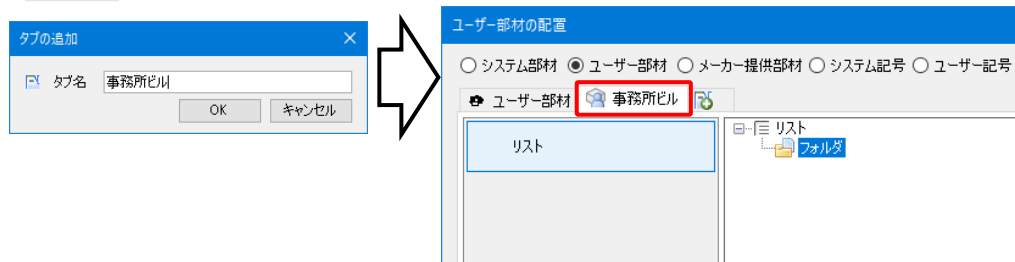 タブの追加
タブ名 事務所ビル
OK キャンセル
ユーザー部材の配置
システム部材 ユーザー部材 メーカー提供部材 システム記号 ユーザー記号
ユーザー部材 事務所ビル
リスト
リスト
フォルダ